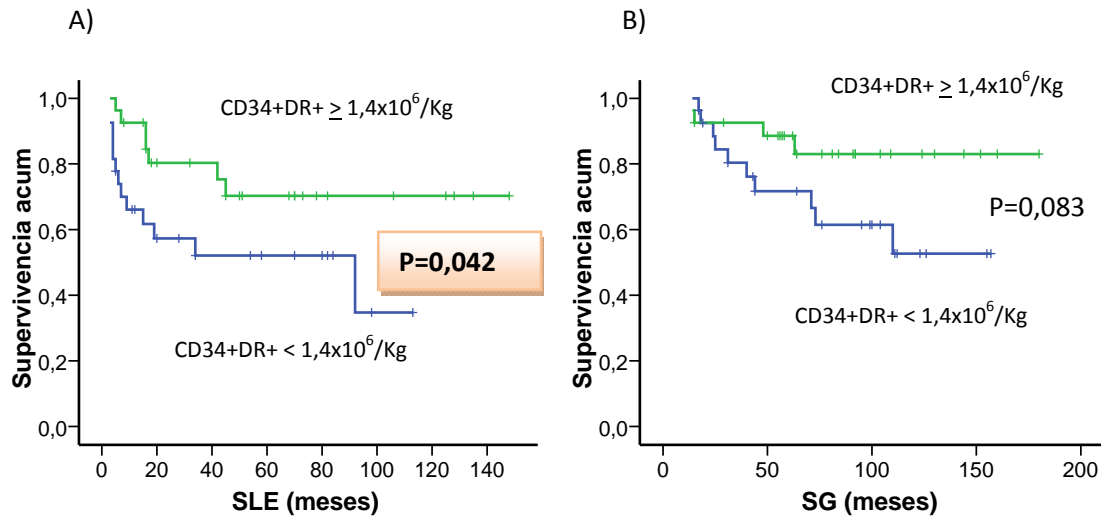 A)
Supervivencia acum
1,0
0,8
0,6
0,4
0,2
0,0
CD34+DR+ ≥ 1,4x10⁶/Kg
P=0,042
CD34+DR+ < 1,4x10⁶/Kg
0 20 40 60 80 100 120 140
SLE (meses)
B)
Supervivencia acum
1,0
0,8
0,6
0,4
0,2
0,0
CD34+DR+ ≥ 1,4x10⁶/Kg
P=0,083
CD34+DR+ < 1,4x10⁶/Kg
0 50 100 150 200
SG (meses)